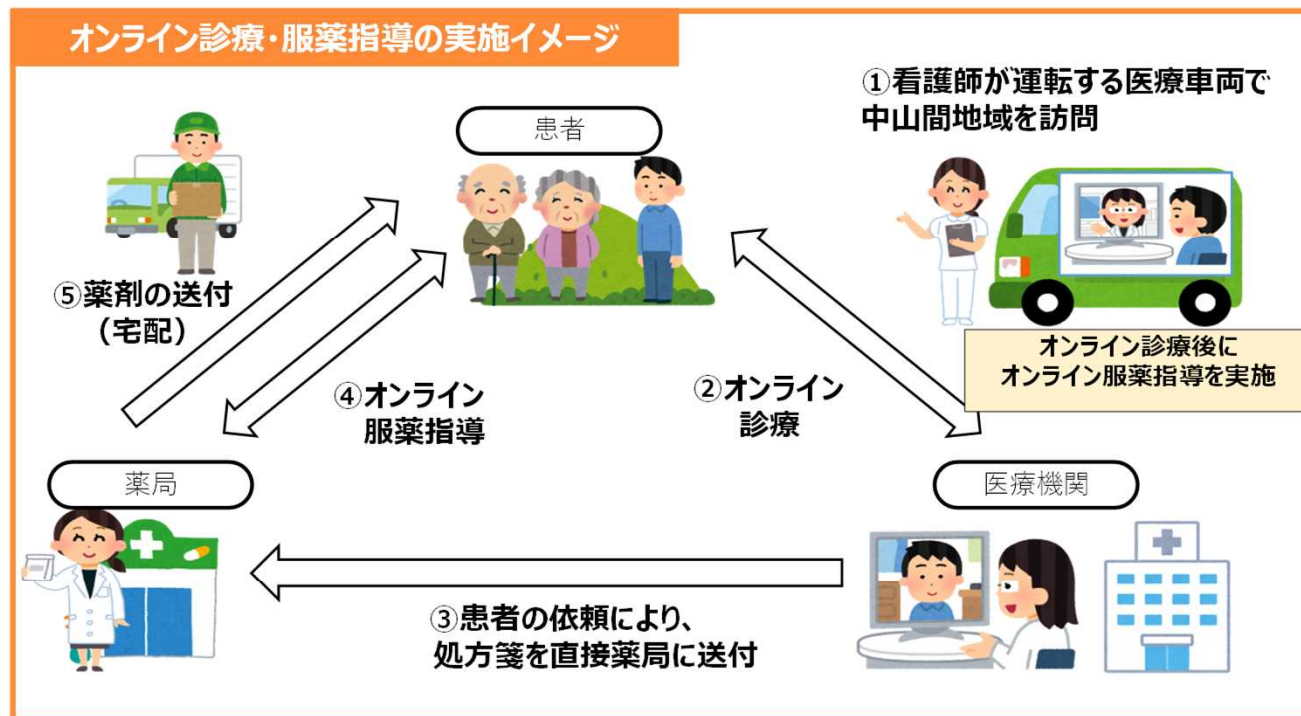 オンライン診療・服薬指導の実施イメージ
①看護師が運転する医療車両で
中山間地域を訪問
患者
⑤薬剤の送付
（宅配）
④オンライン
服薬指導
②オンライン
診療
オンライン診療後に
オンライン服薬指導を実施
薬局
医療機関
③患者の依頼により、
処方箋を直接薬局に送付